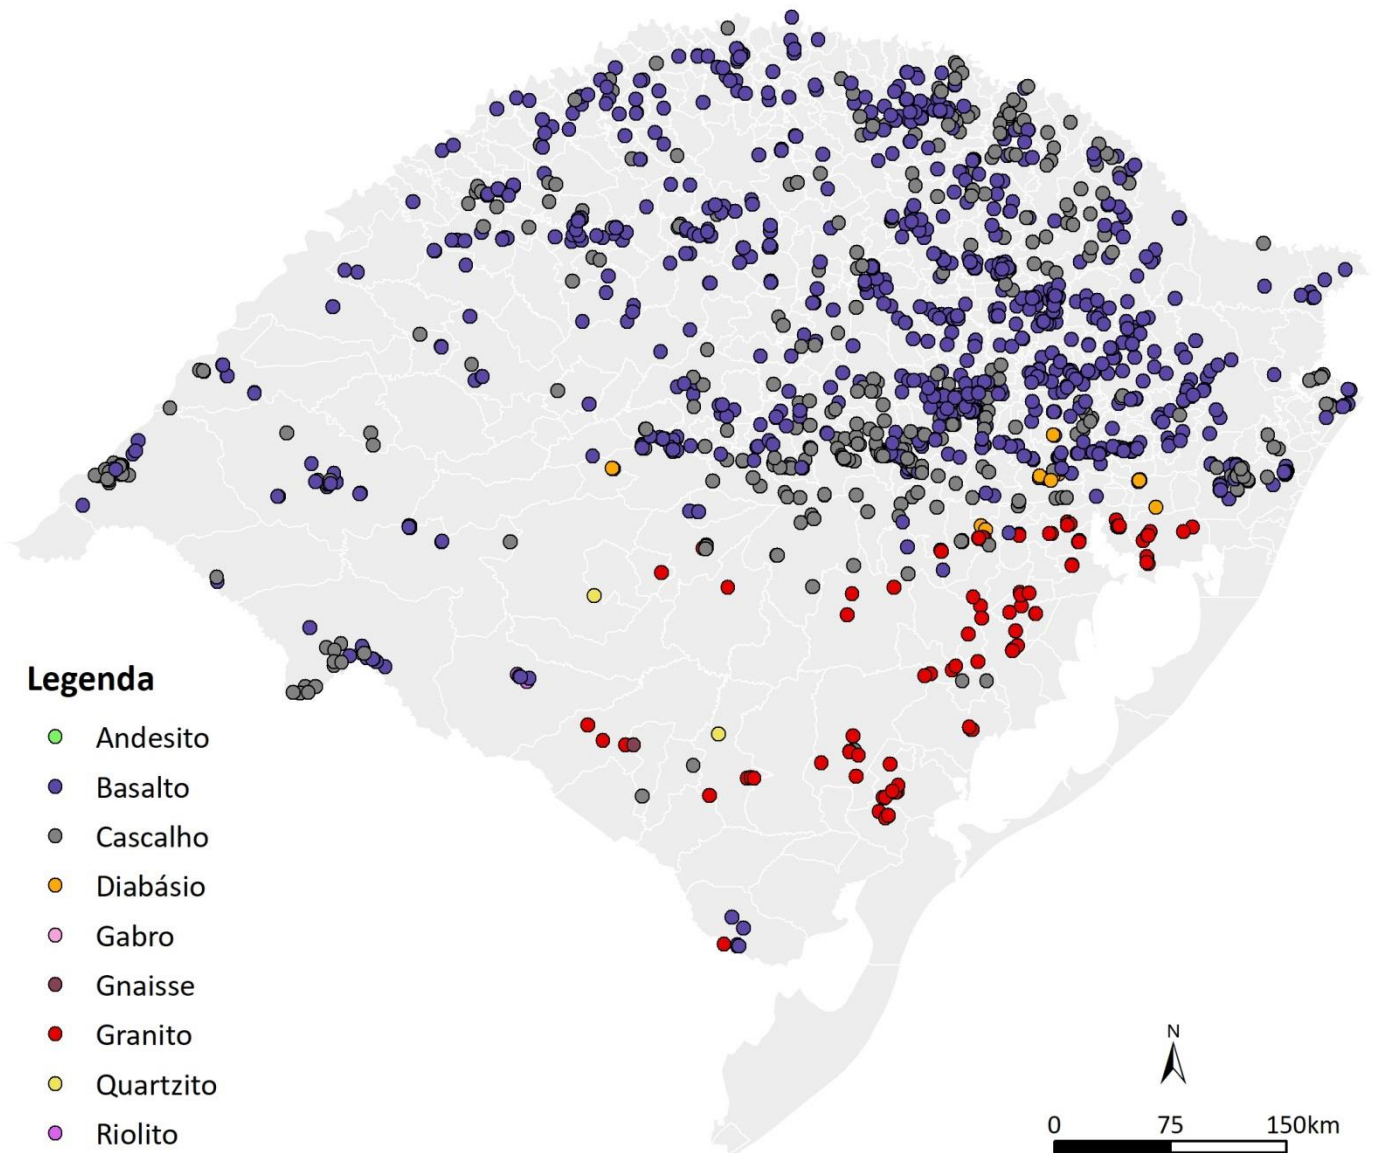 Legenda
Andesito
Basalto
Cascalho
Diabásio
Gabro
Gnaisse
Granito
Quartzito
Riolito
N
0 75 150km